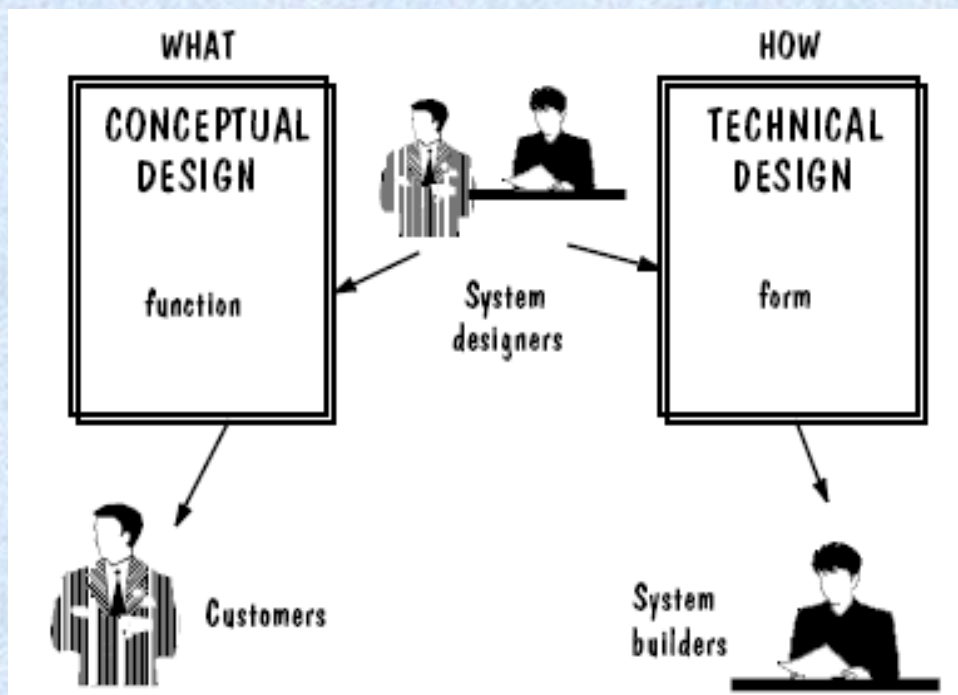 WHAT
CONCEPTUAL
DESIGN
function
System
designers
HOW
TECHNICAL
DESIGN
form
Customers
System
builders